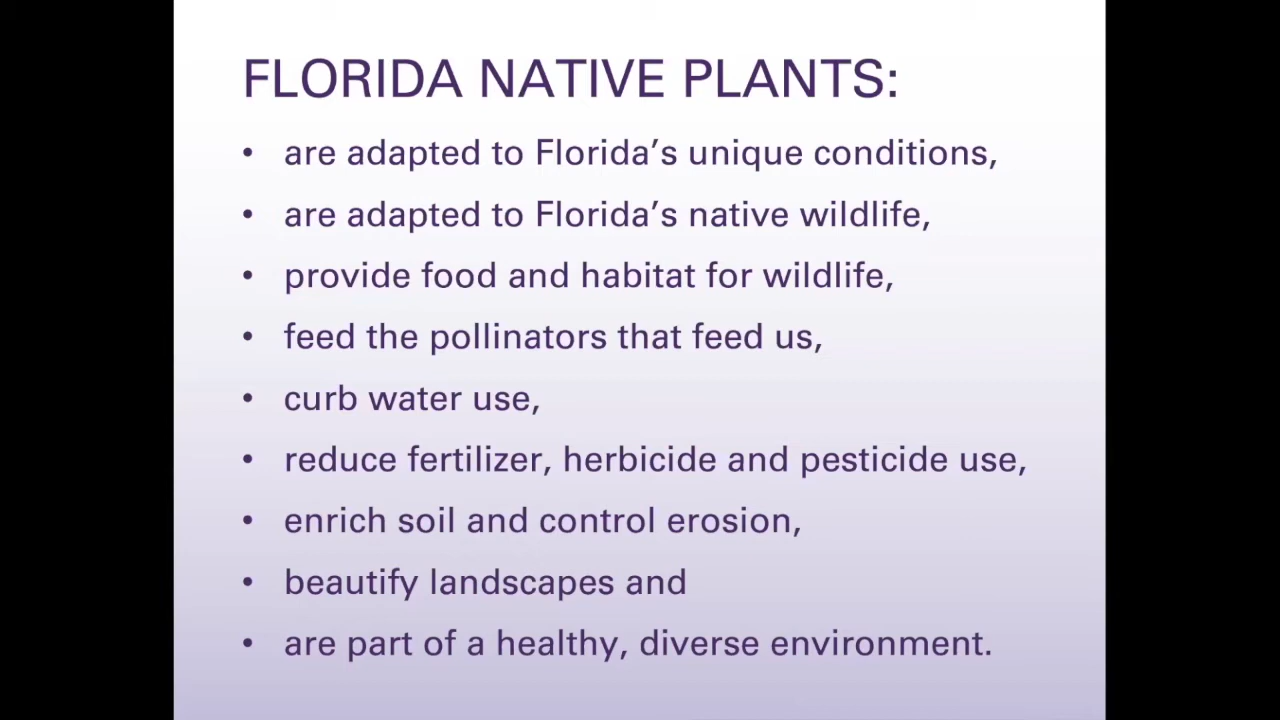 FLORIDA NATIVE PLANTS:
• are adapted to Florida’s unique conditions,
• are adapted to Florida’s native wildlife,
• provide food and habitat for wildlife,
• feed the pollinators that feed us,
• curb water use,
• reduce fertilizer, herbicide and pesticide use,
• enrich soil and control erosion,
• beautify landscapes and
• are part of a healthy, diverse environment.